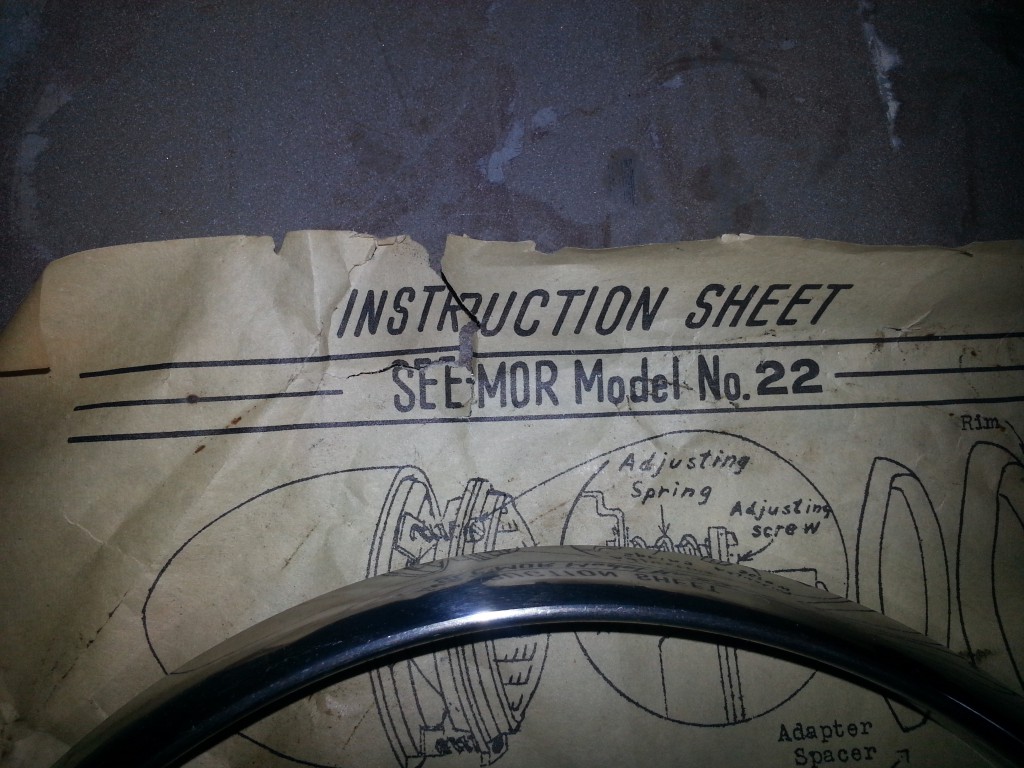 INSTRUCTION SHEET
SEE-MOR Model No. 22
Rim
Adjusting
Spring
Adjusting
screw
Adapter
Spacer